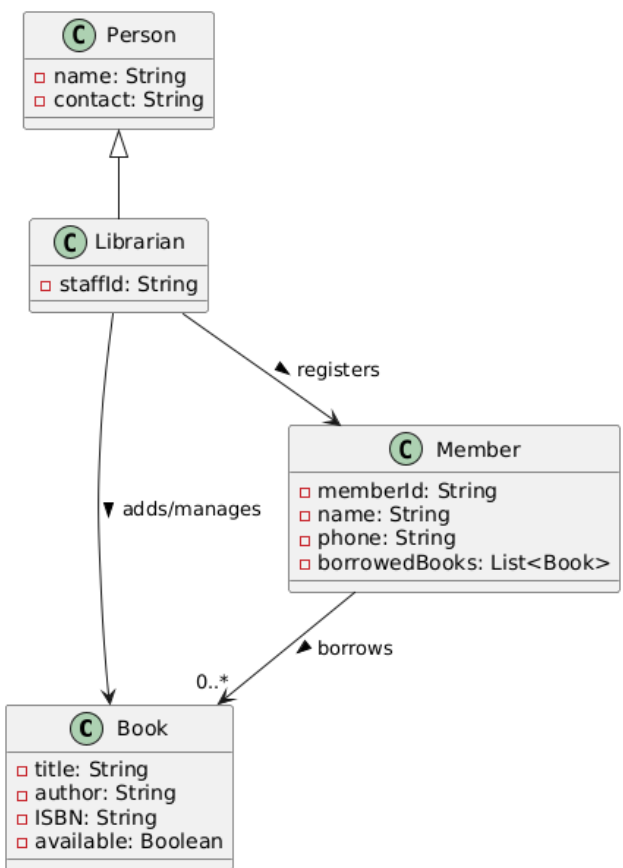 C Person
name: String
contact: String
C Librarian
staffId: String
registers
C Member
memberId: String
name: String
phone: String
borrowedBooks: List<Book>
adds/manages
borrows
0..*
C Book
title: String
author: String
ISBN: String
available: Boolean